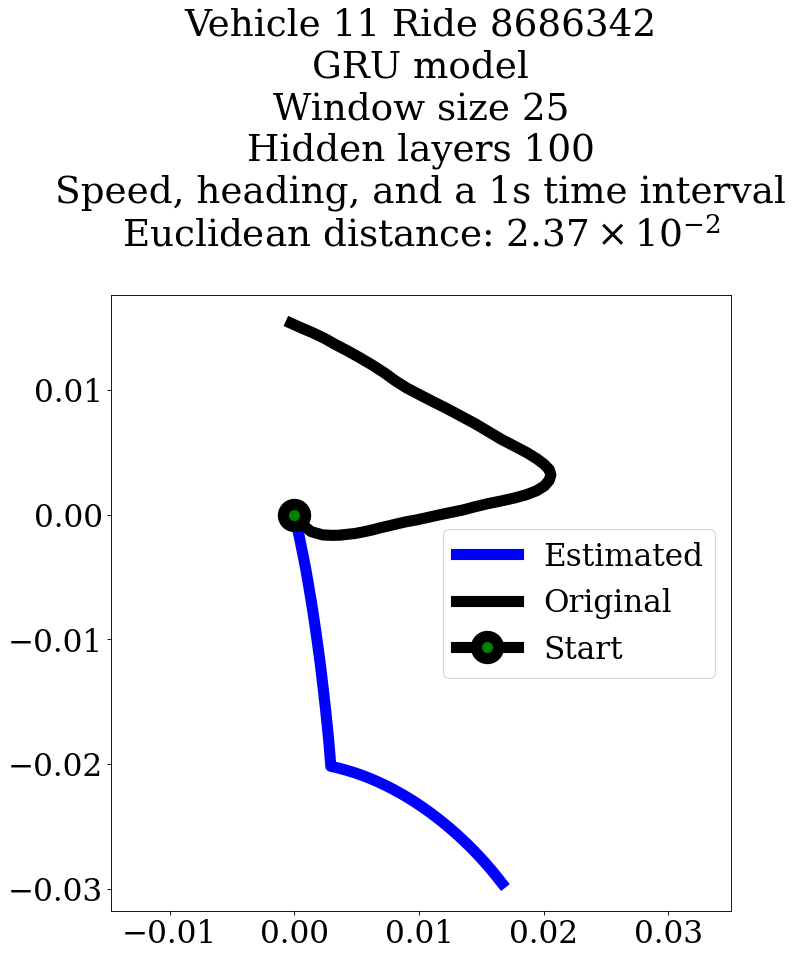 Vehicle 11 Ride 8686342
GRU model
Window size 25
Hidden layers 100
Speed, heading, and a 1s time interval
Euclidean distance: 2.37 × 10⁻²
0.01
0.00
−0.01
−0.02
−0.03
Estimated
Original
Start
−0.01 0.00 0.01 0.02 0.03